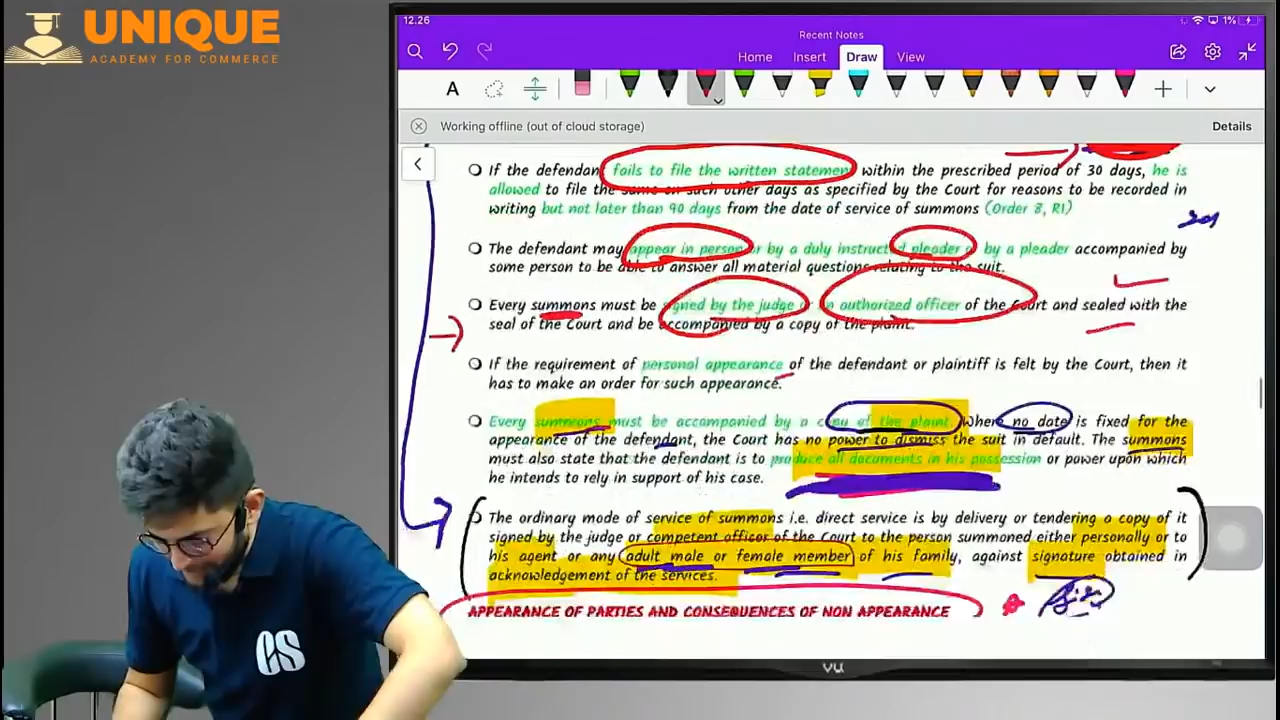 UNIQUE
ACADEMY FOR COMMERCE
12.26
1%
Recent Notes
Home Insert Draw View
A
Working offline (out of cloud storage) Details
If the defendan fails to file the written statemen within the prescribed period of 30 days, he is
allowed to file the same on such other days as specified by the Court for reasons to be recorded in
writing but not later than 90 days from the date of service of summons (Order 8, R1)
The defendant may appear in person or by a duly instructed pleader by a pleader accompanied by
some person to be able to answer all material questions relating to the suit.
Every summons must be signed by the judge authorized officer of the Court and sealed with the
seal of the Court and be accompanied by a copy of the plaint.
If the requirement of personal appearance of the defendant or plaintiff is felt by the Court, then it
has to make an order for such appearance.
Every summons must be accompanied by a copy of the plaint. Where no date is fixed for the
appearance of the defendant, the Court has no power to dismiss the suit in default. The summons
must also state that the defendant is to produce all documents in his possession or power upon which
he intends to rely in support of his case.
The ordinary mode of service of summons i.e. direct service is by delivery or tendering a copy of it
signed by the judge or competent officer of the Court to the person summoned either personally or to
his agent or any adult male or female member of his family, against signature obtained in
acknowledgement of the services.
APPEARANCE OF PARTIES AND CONSEQUENCES OF NON APPEARANCE
CS
vu